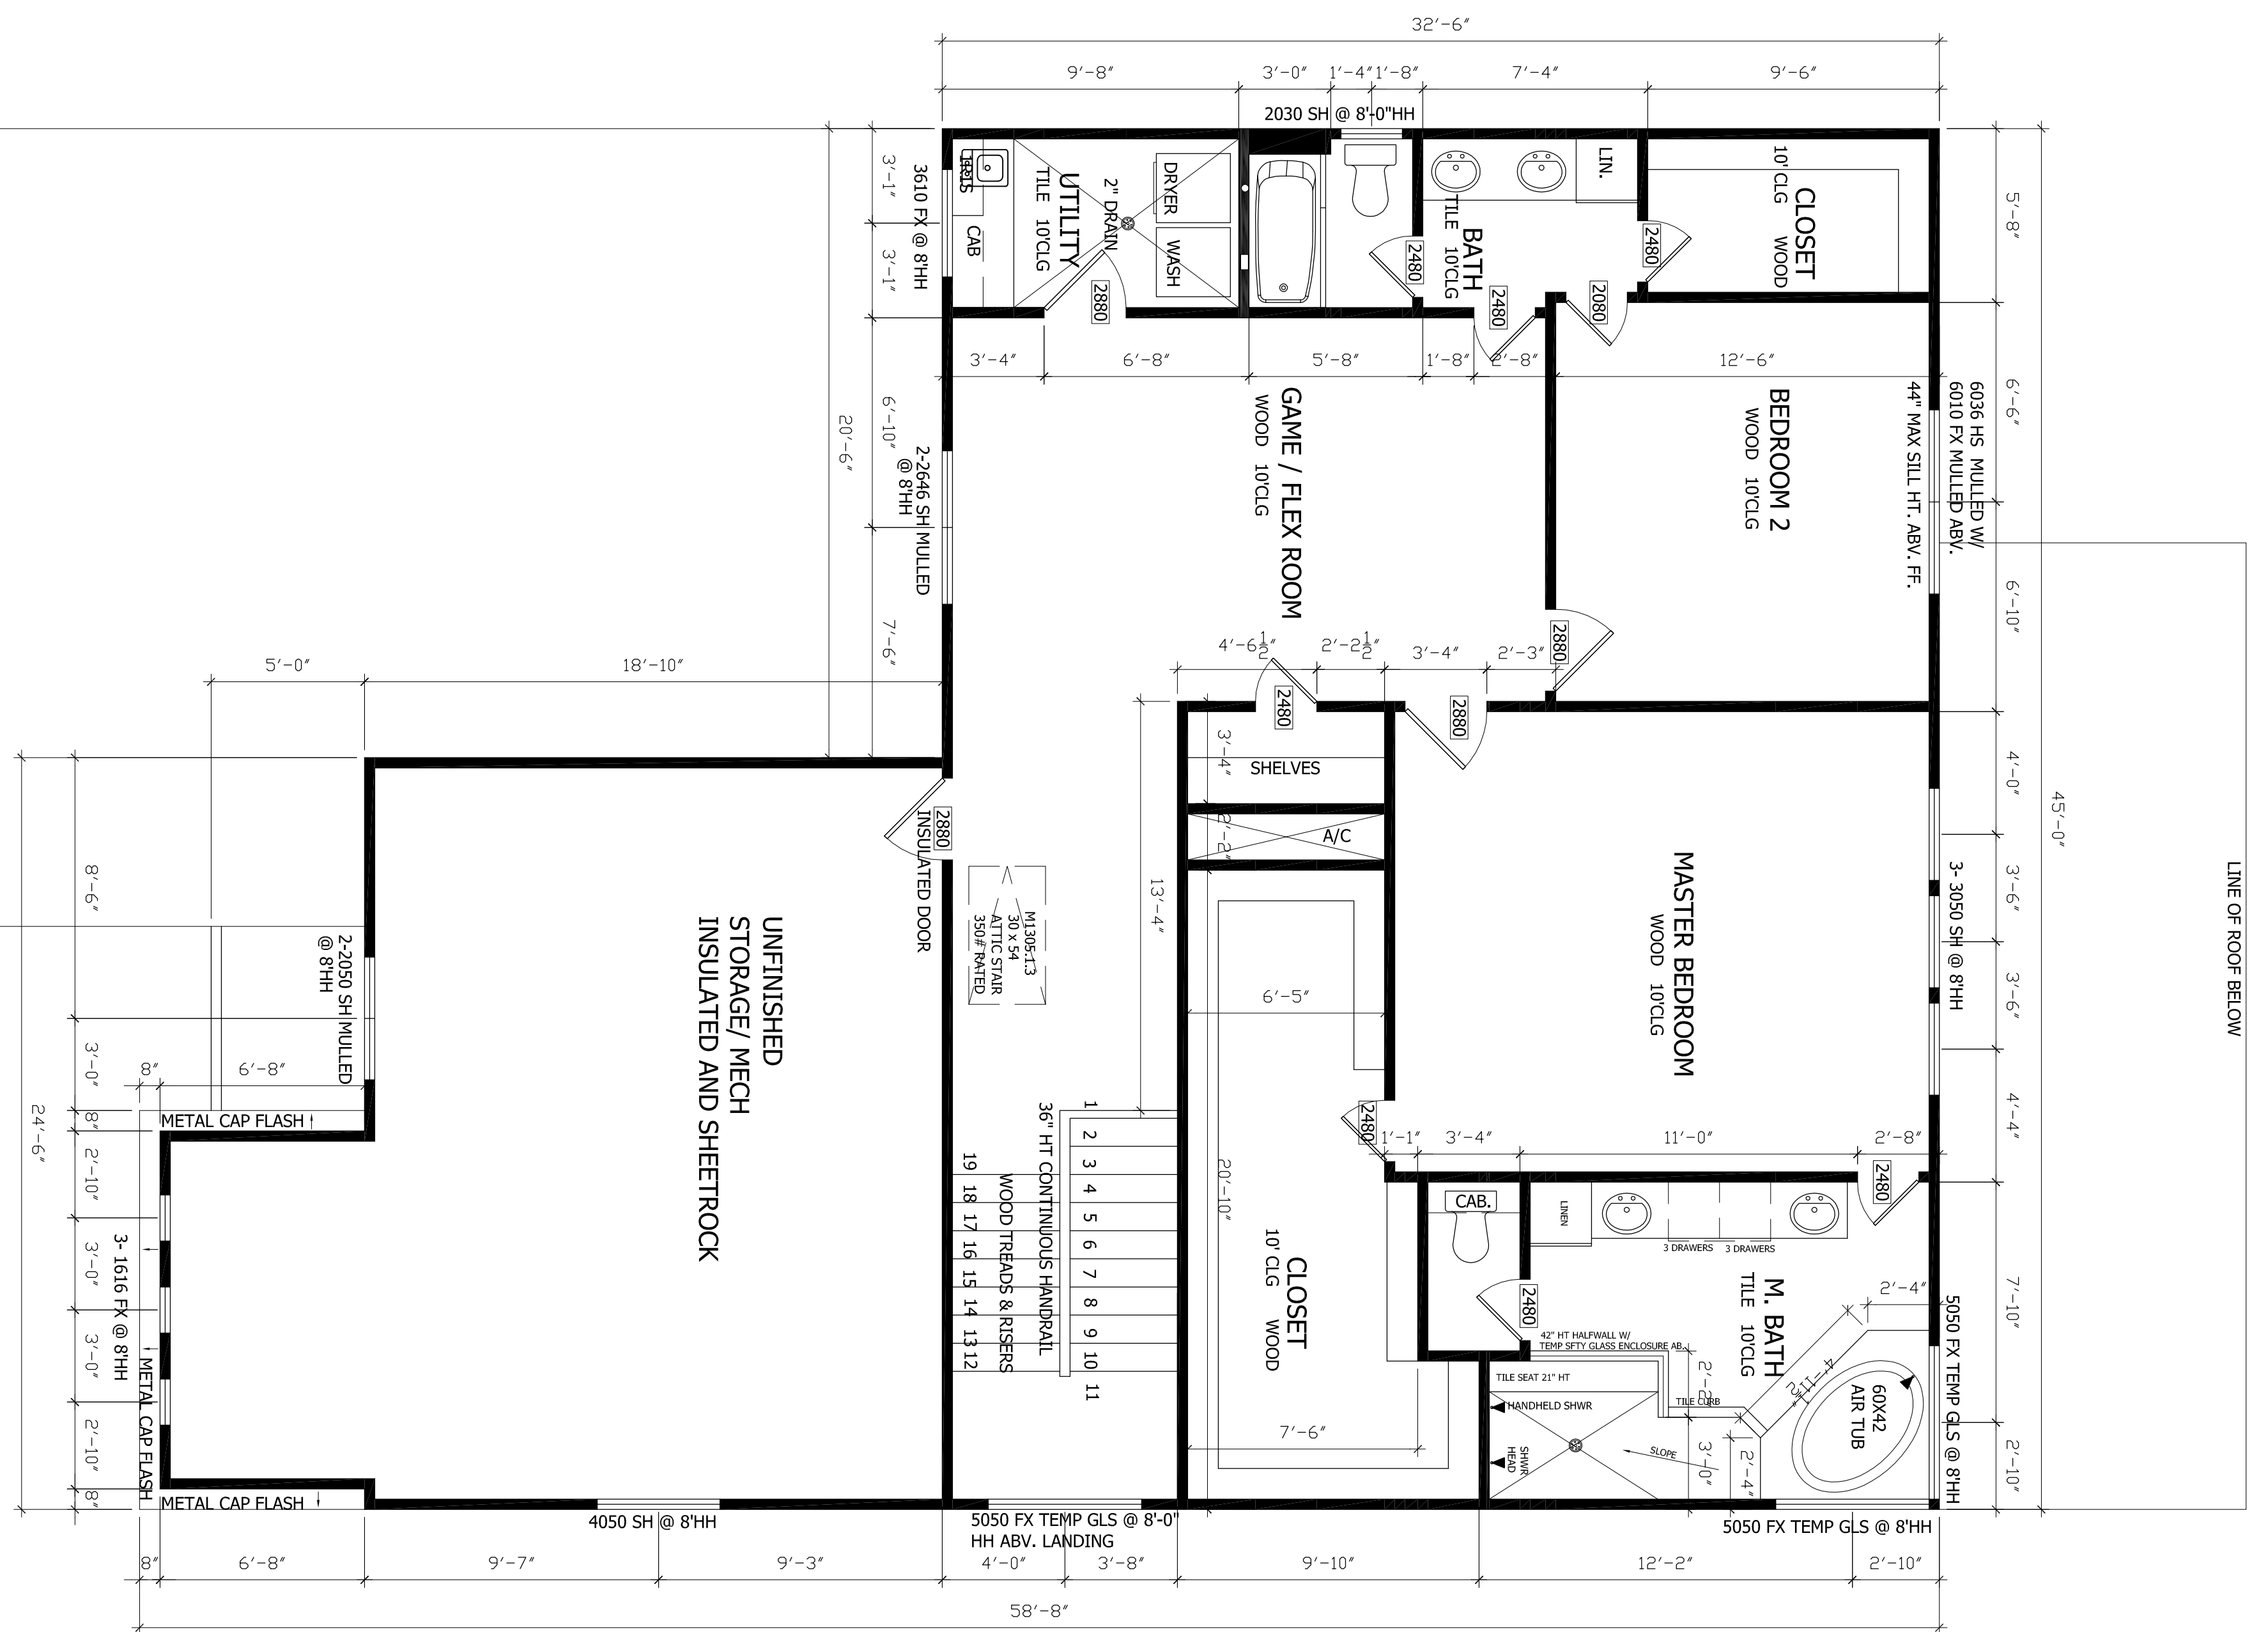 32'-6"
9'-8"
3'-0"
1'-4"
1'-8"
7'-4"
9'-6"
2030 SH @ 8'-0"HH
3'-1"
3'-1"
6'-10"
7'-6"
20'-6"
3610 FX @ 8'HH
2-2646 SH MULLED
@ 8'HH
CAB
UTILITY
TILE 10'CLG
2" DRAIN
DRYER
WASH
2880
BATH
TILE 10'CLG
LIN.
2480
2480
2480
2080
CLOSET
10' CLG WOOD
5'-8"
6'-6"
6'-10"
4'-0"
3'-6"
3'-6"
4'-4"
7'-10"
2'-10"
45'-0"
3'-4"
6'-8"
5'-8"
1'-8"
2'-8"
12'-6"
GAME / FLEX ROOM
WOOD 10'CLG
BEDROOM 2
WOOD 10'CLG
6036 HS MULLED W/
6010 FX MULLED ABV.
44" MAX SILL HT. ABV. FF.
2880
4'-6 1/2"
2'-2 1/2"
3'-4"
2'-3"
2480
2880
3'-4"
SHELVES
2'-2"
A/C
13'-4"
5'-0"
18'-10"
2880
INSULATED DOOR
M1305.1.3
30 x 54
ATTIC STAIR
350# RATED
MASTER BEDROOM
WOOD 10'CLG
3- 3050 SH @ 8'HH
LINE OF ROOF BELOW
UNFINISHED
STORAGE/ MECH
INSULATED AND SHEETROCK
2-2050 SH MULLED
@ 8'HH
8'-6"
3'-0"
8"
2'-10"
3'-0"
3'-0"
2'-10"
8"
24'-6"
8"
6'-8"
METAL CAP FLASH
3- 1616 FX @ 8'HH
METAL CAP FLASH
METAL CAP FLASH
6'-5"
20'-10"
CLOSET
10' CLG WOOD
7'-6"
2480
1'-1"
3'-4"
11'-0"
2'-8"
2480
1
2
3
4
5
6
7
8
9
10
11
36" HT CONTINUOUS HANDRAIL
WOOD TREADS & RISERS
19
18
17
16
15
14
13
12
CAB.
LINEN
3 DRAWERS
3 DRAWERS
2480
M. BATH
TILE 10'CLG
2'-4"
42" HT HALFWALL W/
TEMP SFTY GLASS ENCLOSURE AB.
TILE SEAT 21" HT
HANDHELD SHWR
SHWR
HEAD
TILE CURB
SLOPE
2'-2"
3'-0"
2'-4"
60X42
AIR TUB
5050 FX TEMP GLS @ 8'HH
4050 SH @ 8'HH
5050 FX TEMP GLS @ 8'-0"
HH ABV. LANDING
5050 FX TEMP GLS @ 8'HH
8"
6'-8"
9'-7"
9'-3"
4'-0"
3'-8"
9'-10"
12'-2"
2'-10"
58'-8"